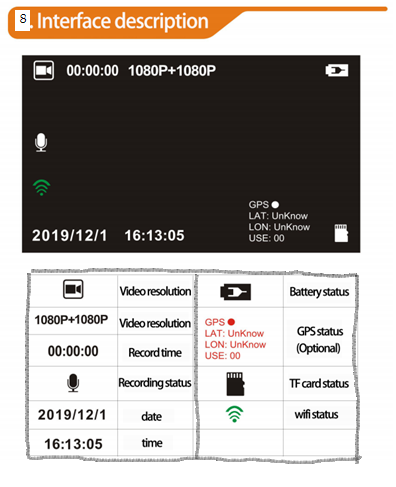 8. Interface description
00:00:00 1080P+1080P
GPS
LAT: UnKnow
LON: UnKnow
USE: 00
2019/12/1 16:13:05
Video resolution
Battery status
1080P+1080P Video resolution
GPS
LAT: UnKnow
LON: UnKnow
USE: 00
GPS status
(Optional)
00:00:00 Record time
Recording status
TF card status
2019/12/1 date
wifi status
16:13:05 time